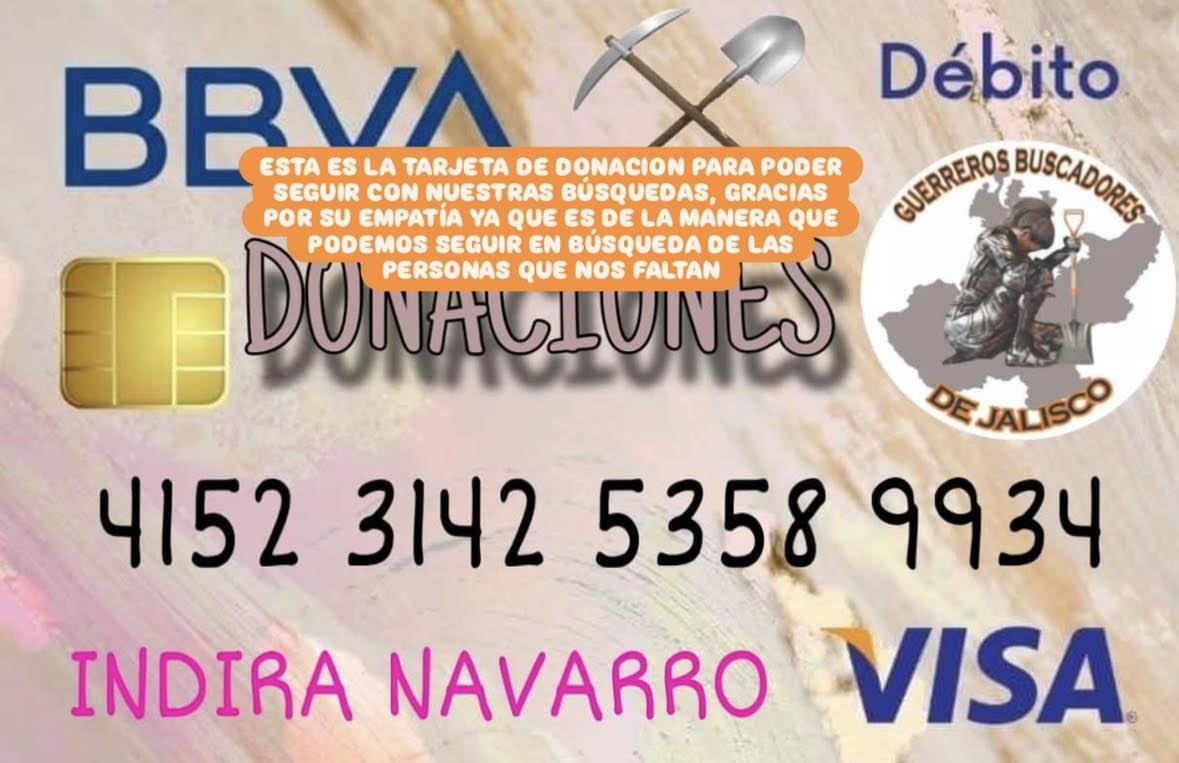 BBVA
Débito
ESTA ES LA TARJETA DE DONACION PARA PODER
SEGUIR CON NUESTRAS BÚSQUEDAS, GRACIAS
POR SU EMPATÍA YA QUE ES DE LA MANERA QUE
PODEMOS SEGUIR EN BÚSQUEDA DE LAS
PERSONAS QUE NOS FALTAN
DONACIONES
GUERREROS BUSCADORES
DE JALISCO
4152 3142 5358 9934
INDIRA NAVARRO
VISA